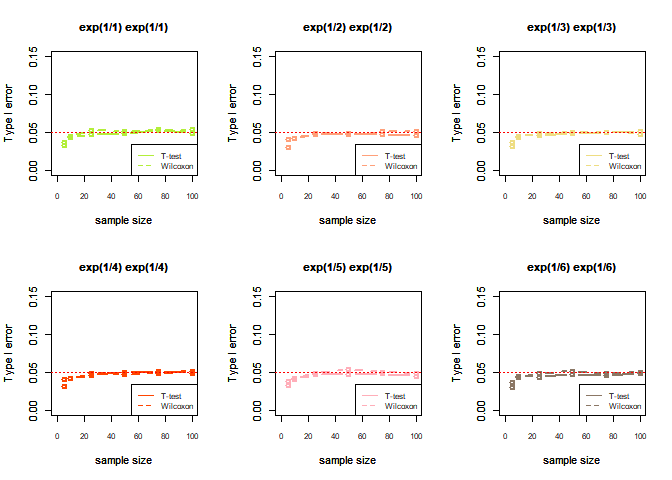 exp(1/1) exp(1/1)
Type I error
0.00 0.05 0.10 0.15
T-test
Wilcoxon
0 20 40 60 80 100
sample size
exp(1/2) exp(1/2)
Type I error
0.00 0.05 0.10 0.15
T-test
Wilcoxon
0 20 40 60 80 100
sample size
exp(1/3) exp(1/3)
Type I error
0.00 0.05 0.10 0.15
T-test
Wilcoxon
0 20 40 60 80 100
sample size
exp(1/4) exp(1/4)
Type I error
0.00 0.05 0.10 0.15
T-test
Wilcoxon
0 20 40 60 80 100
sample size
exp(1/5) exp(1/5)
Type I error
0.00 0.05 0.10 0.15
T-test
Wilcoxon
0 20 40 60 80 100
sample size
exp(1/6) exp(1/6)
Type I error
0.00 0.05 0.10 0.15
T-test
Wilcoxon
0 20 40 60 80 100
sample size